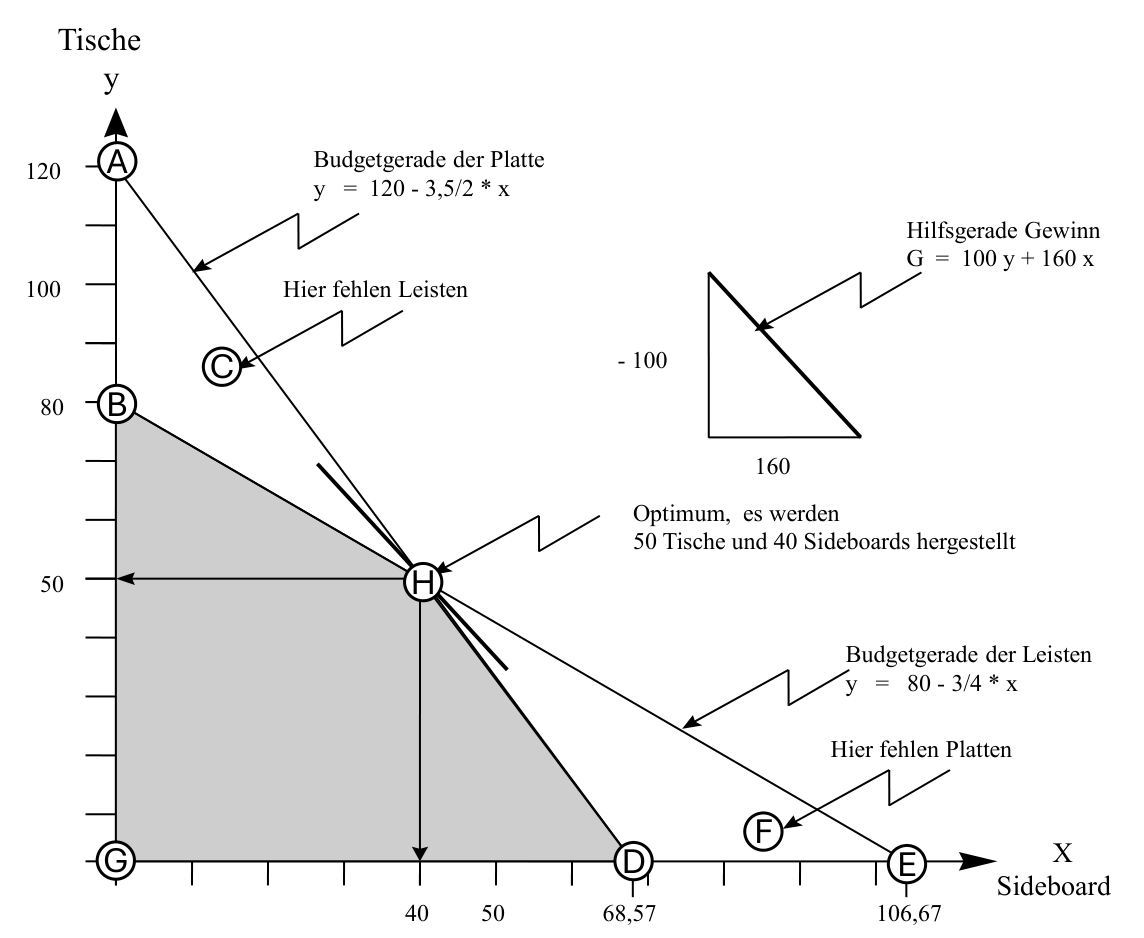 Tische
y
120
A
Budgetgerade der Platte
y = 120 - 3,5/2 * x
Hilfsgerade Gewinn
G = 100 y + 160 x
100
Hier fehlen Leisten
C
- 100
80
B
160
Optimum, es werden
50 Tische und 40 Sideboards hergestellt
50
H
Budgetgerade der Leisten
y = 80 - 3/4 * x
Hier fehlen Platten
F
G
D
E
X
Sideboard
40
50
68,57
106,67